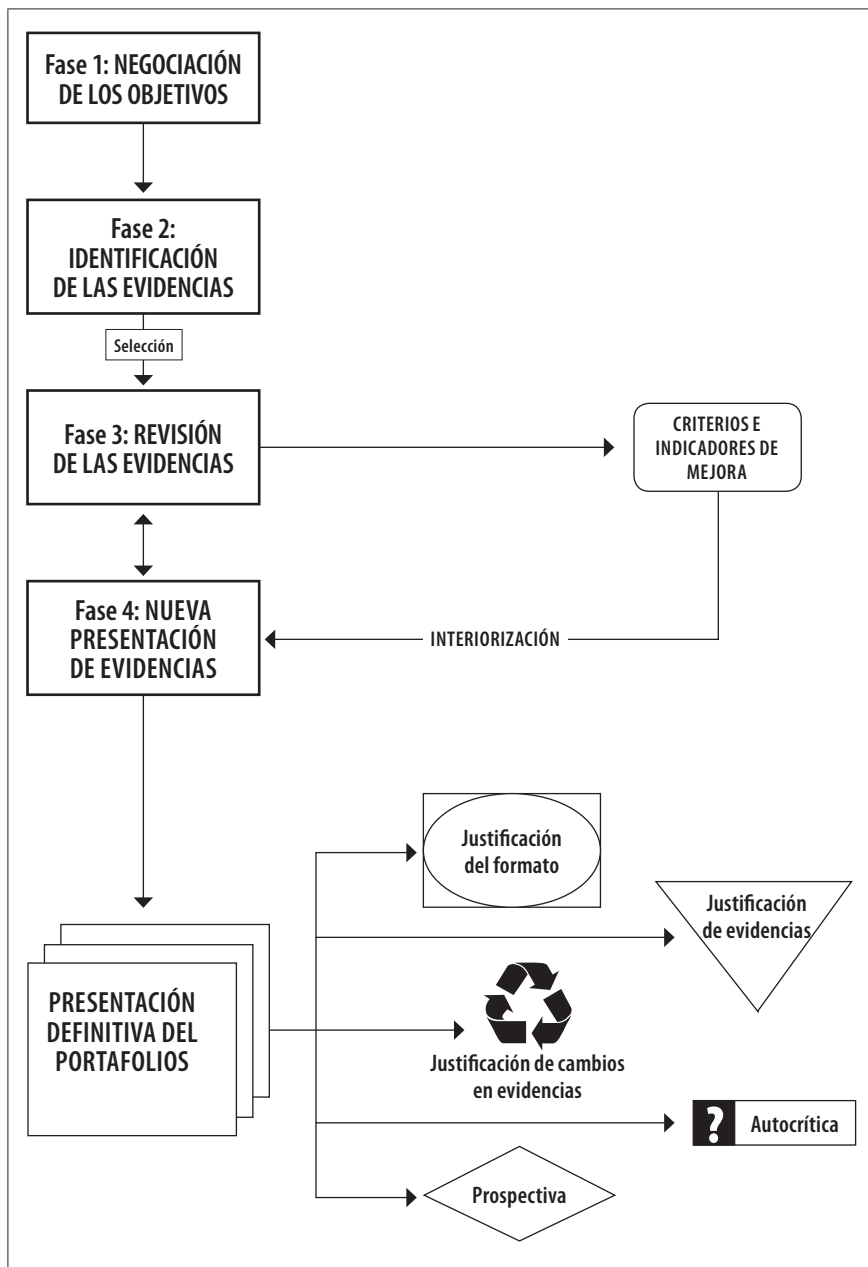 Fase 1: NEGOCIACIÓN
DE LOS OBJETIVOS
Fase 2:
IDENTIFICACIÓN
DE LAS EVIDENCIAS
Selección
Fase 3: REVISIÓN
DE LAS EVIDENCIAS
CRITERIOS E
INDICADORES DE
MEJORA
Fase 4: NUEVA
PRESENTACIÓN
DE EVIDENCIAS
INTERIORIZACIÓN
Justificación
del formato
Justificación
de evidencias
PRESENTACIÓN
DEFINITIVA DEL
PORTAFOLIOS
Justificación de cambios
en evidencias
? Autocrítica
Prospectiva